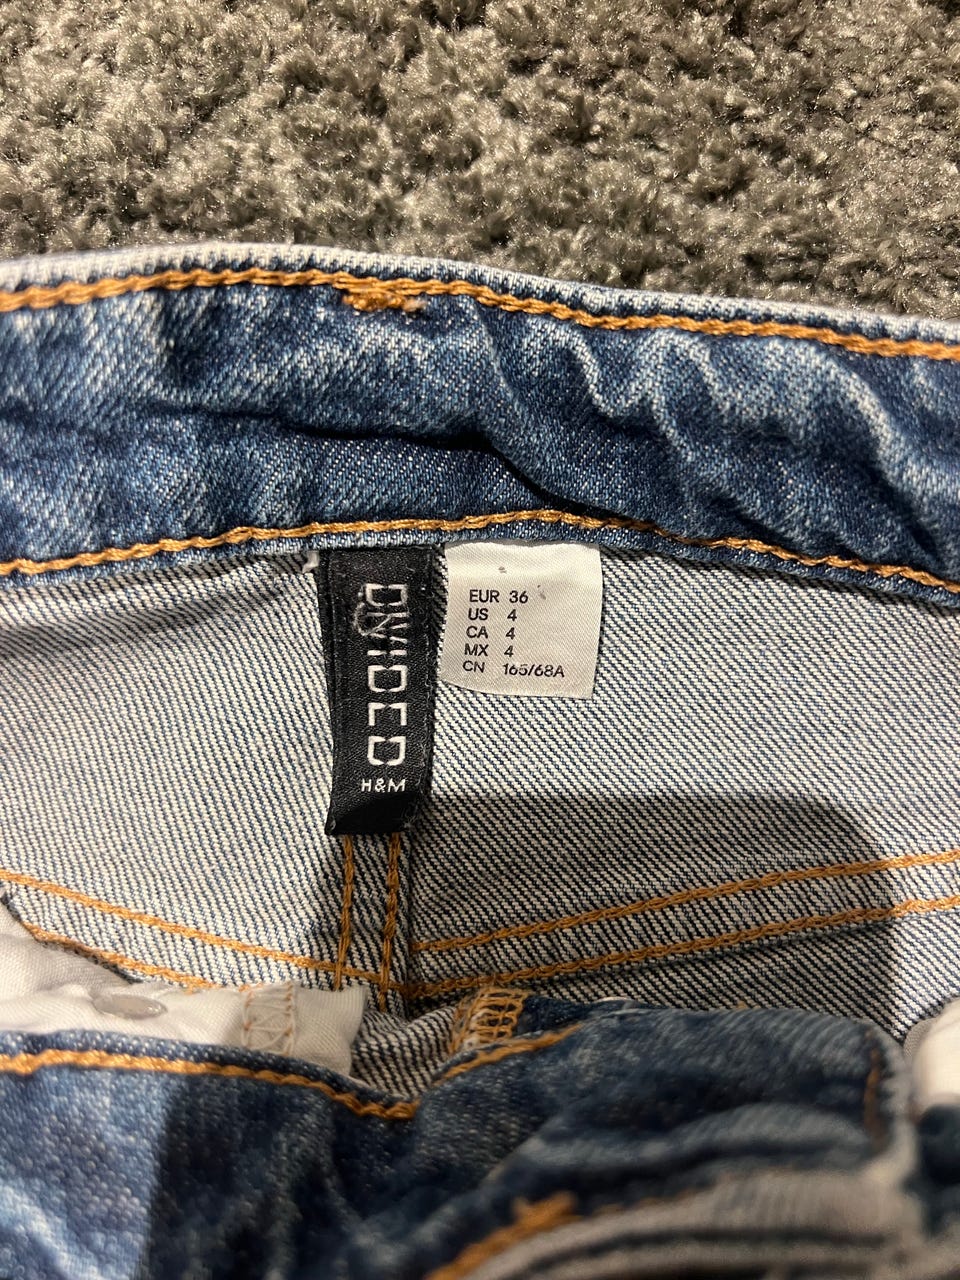 DIVIDED
H&M
EUR 36
US 4
CA 4
MX 4
CN 165/68A